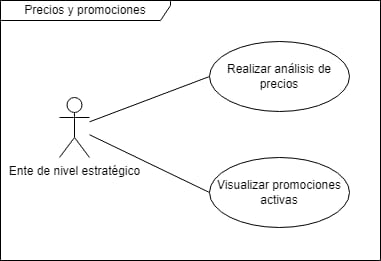 Precios y promociones
Realizar análisis de
precios
Ente de nivel estratégico
Visualizar promociones
activas